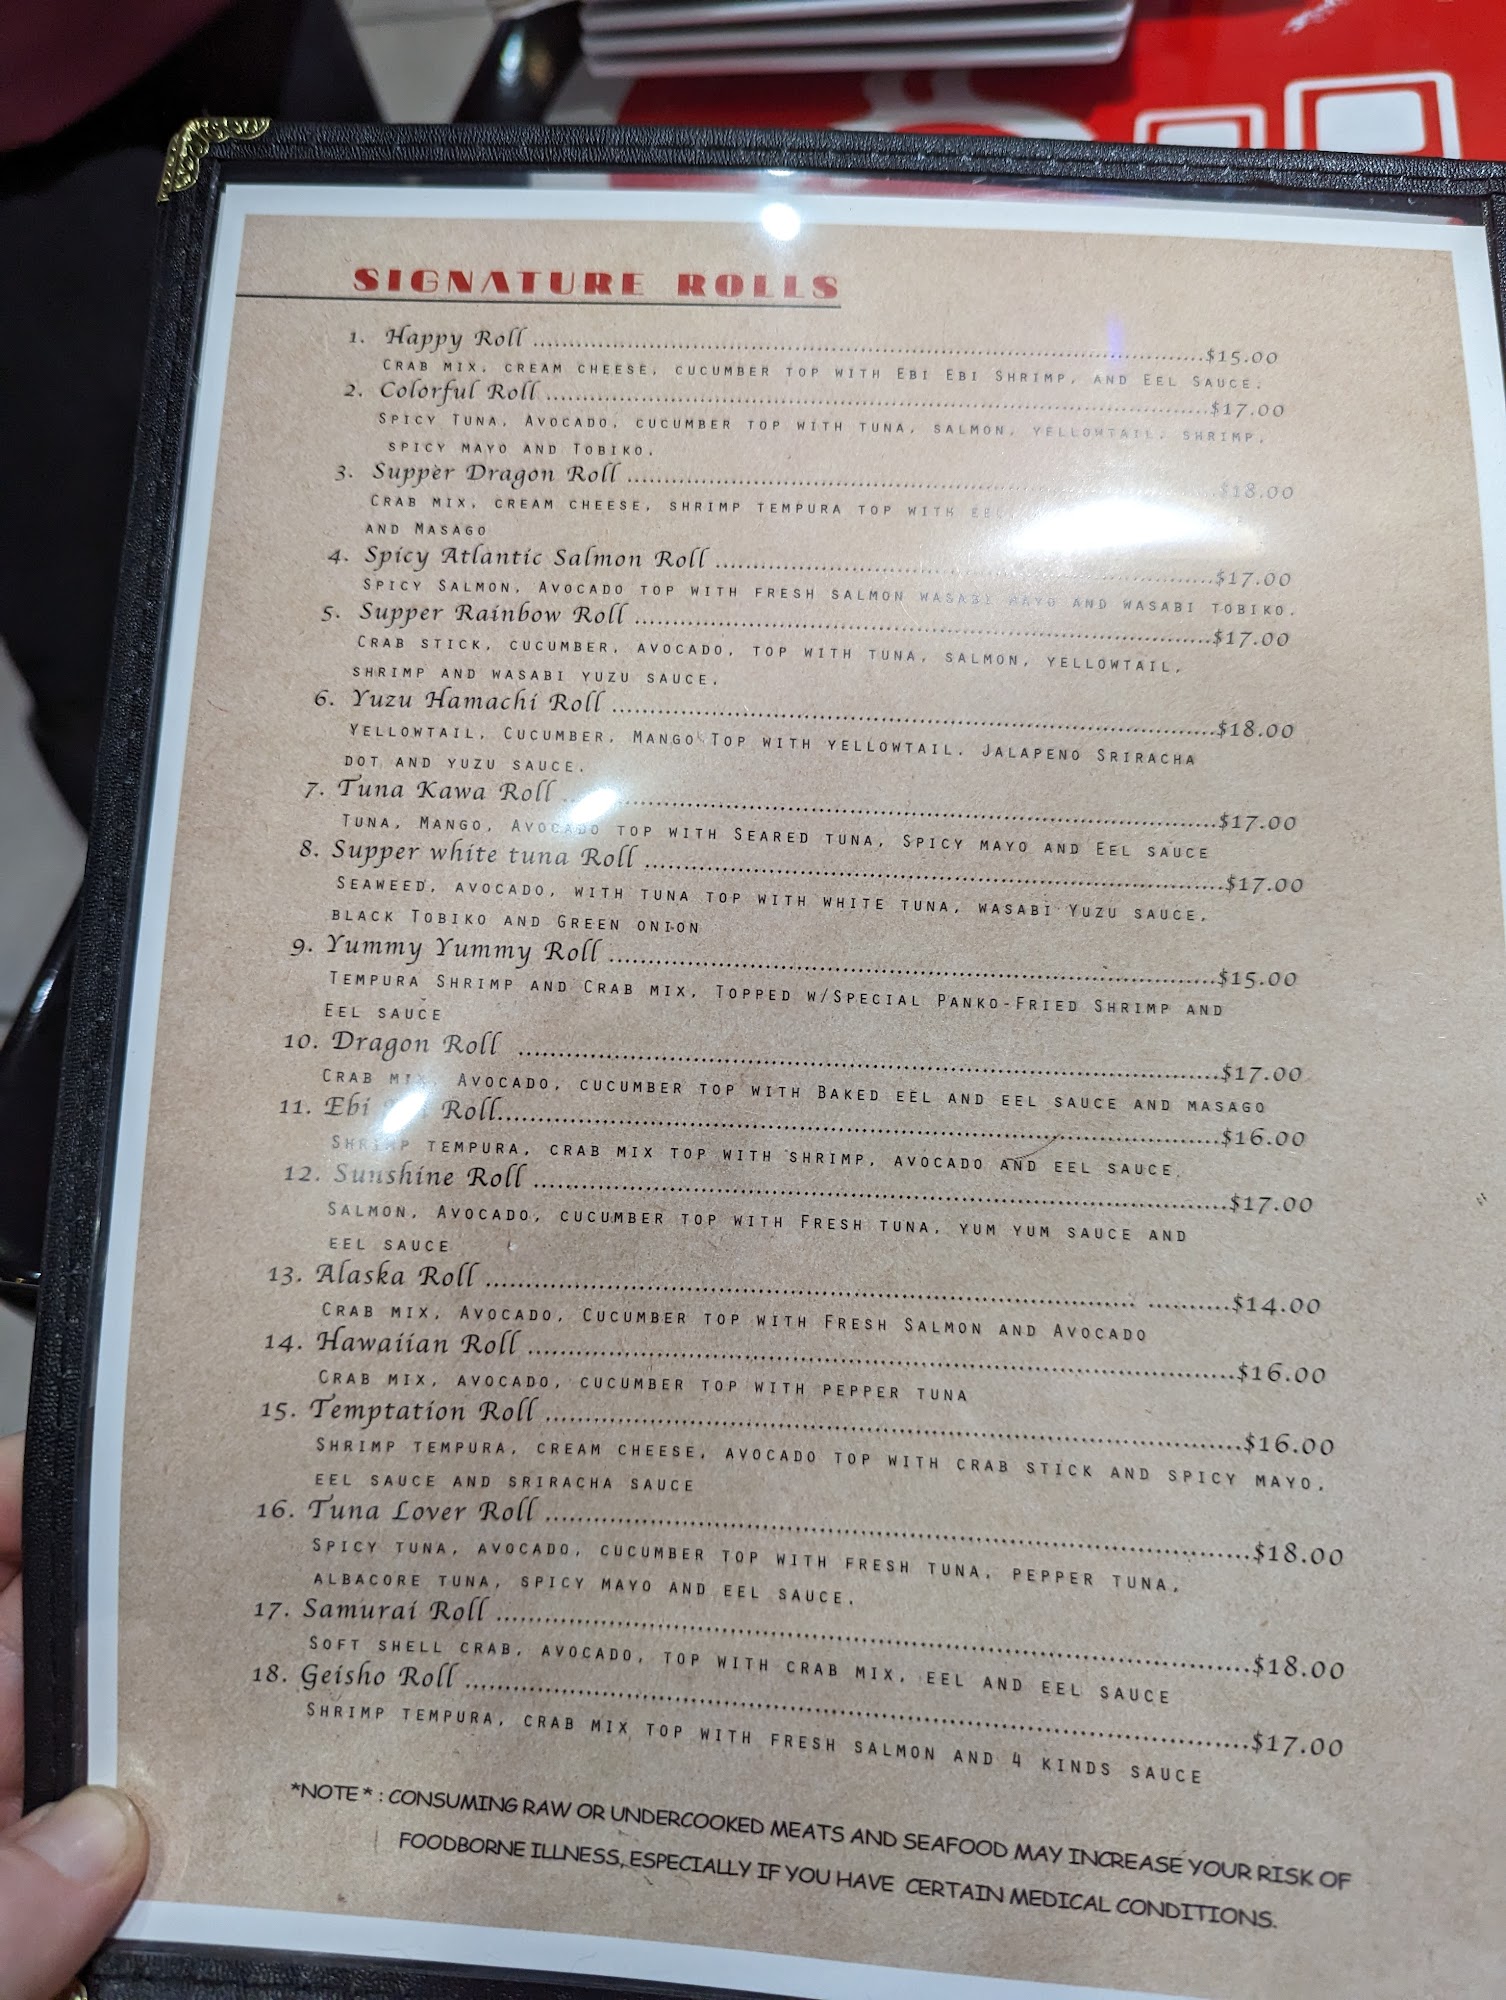 SIGNATURE ROLLS
1. Happy Roll ........ $15.00
CRAB MIX, CREAM CHEESE, CUCUMBER TOP WITH EBI EBI SHRIMP, AND EEL SAUCE.
2. Colorful Roll ........ $17.00
SPICY TUNA, AVOCADO, CUCUMBER TOP WITH TUNA, SALMON, YELLOWTAIL, SHRIMP,
SPICY MAYO AND TOBIKO.
3. Supper Dragon Roll ........ $18.00
CRAB MIX, CREAM CHEESE, SHRIMP TEMPURA TOP WITH EEL
AND MASAGO
4. Spicy Atlantic Salmon Roll ........ $17.00
SPICY SALMON, AVOCADO TOP WITH FRESH SALMON WASABI MAYO AND WASABI TOBIKO.
5. Supper Rainbow Roll ........ $17.00
CRAB STICK, CUCUMBER, AVOCADO, TOP WITH TUNA, SALMON, YELLOWTAIL,
SHRIMP AND WASABI YUZU SAUCE.
6. Yuzu Hamachi Roll ........ $18.00
YELLOWTAIL, CUCUMBER, MANGO TOP WITH YELLOWTAIL, JALAPENO SRIRACHA
DOT AND YUZU SAUCE.
7. Tuna Kawa Roll ........ $17.00
TUNA, MANGO, AVOCADO TOP WITH SEARED TUNA, SPICY MAYO AND EEL SAUCE
8. Supper white tuna Roll ........ $17.00
SEAWEED, AVOCADO, WITH TUNA TOP WITH WHITE TUNA, WASABI YUZU SAUCE,
BLACK TOBIKO AND GREEN ONION
9. Yummy Yummy Roll ........ $15.00
TEMPURA SHRIMP AND CRAB MIX, TOPPED W/SPECIAL PANKO-FRIED SHRIMP AND
EEL SAUCE
10. Dragon Roll ........ $17.00
CRAB MIX, AVOCADO, CUCUMBER TOP WITH BAKED EEL AND EEL SAUCE AND MASAGO
11. Ebi Roll ........ $16.00
SHRIMP TEMPURA, CRAB MIX TOP WITH SHRIMP, AVOCADO AND EEL SAUCE.
12. Sunshine Roll ........ $17.00
SALMON, AVOCADO, CUCUMBER TOP WITH FRESH TUNA, YUM YUM SAUCE AND
EEL SAUCE
13. Alaska Roll ........ $14.00
CRAB MIX, AVOCADO, CUCUMBER TOP WITH FRESH SALMON AND AVOCADO
14. Hawaiian Roll ........ $16.00
CRAB MIX, AVOCADO, CUCUMBER TOP WITH PEPPER TUNA
15. Temptation Roll ........ $16.00
SHRIMP TEMPURA, CREAM CHEESE, AVOCADO TOP WITH CRAB STICK AND SPICY MAYO,
EEL SAUCE AND SRIRACHA SAUCE
16. Tuna Lover Roll ........ $18.00
SPICY TUNA, AVOCADO, CUCUMBER TOP WITH FRESH TUNA, PEPPER TUNA,
ALBACORE TUNA, SPICY MAYO AND EEL SAUCE.
17. Samurai Roll ........ $18.00
SOFT SHELL CRAB, AVOCADO, TOP WITH CRAB MIX, EEL AND EEL SAUCE
18. Geisho Roll ........ $17.00
SHRIMP TEMPURA, CRAB MIX TOP WITH FRESH SALMON AND 4 KINDS SAUCE
*NOTE* : CONSUMING RAW OR UNDERCOOKED MEATS AND SEAFOOD MAY INCREASE YOUR RISK OF
FOODBORNE ILLNESS, ESPECIALLY IF YOU HAVE CERTAIN MEDICAL CONDITIONS.